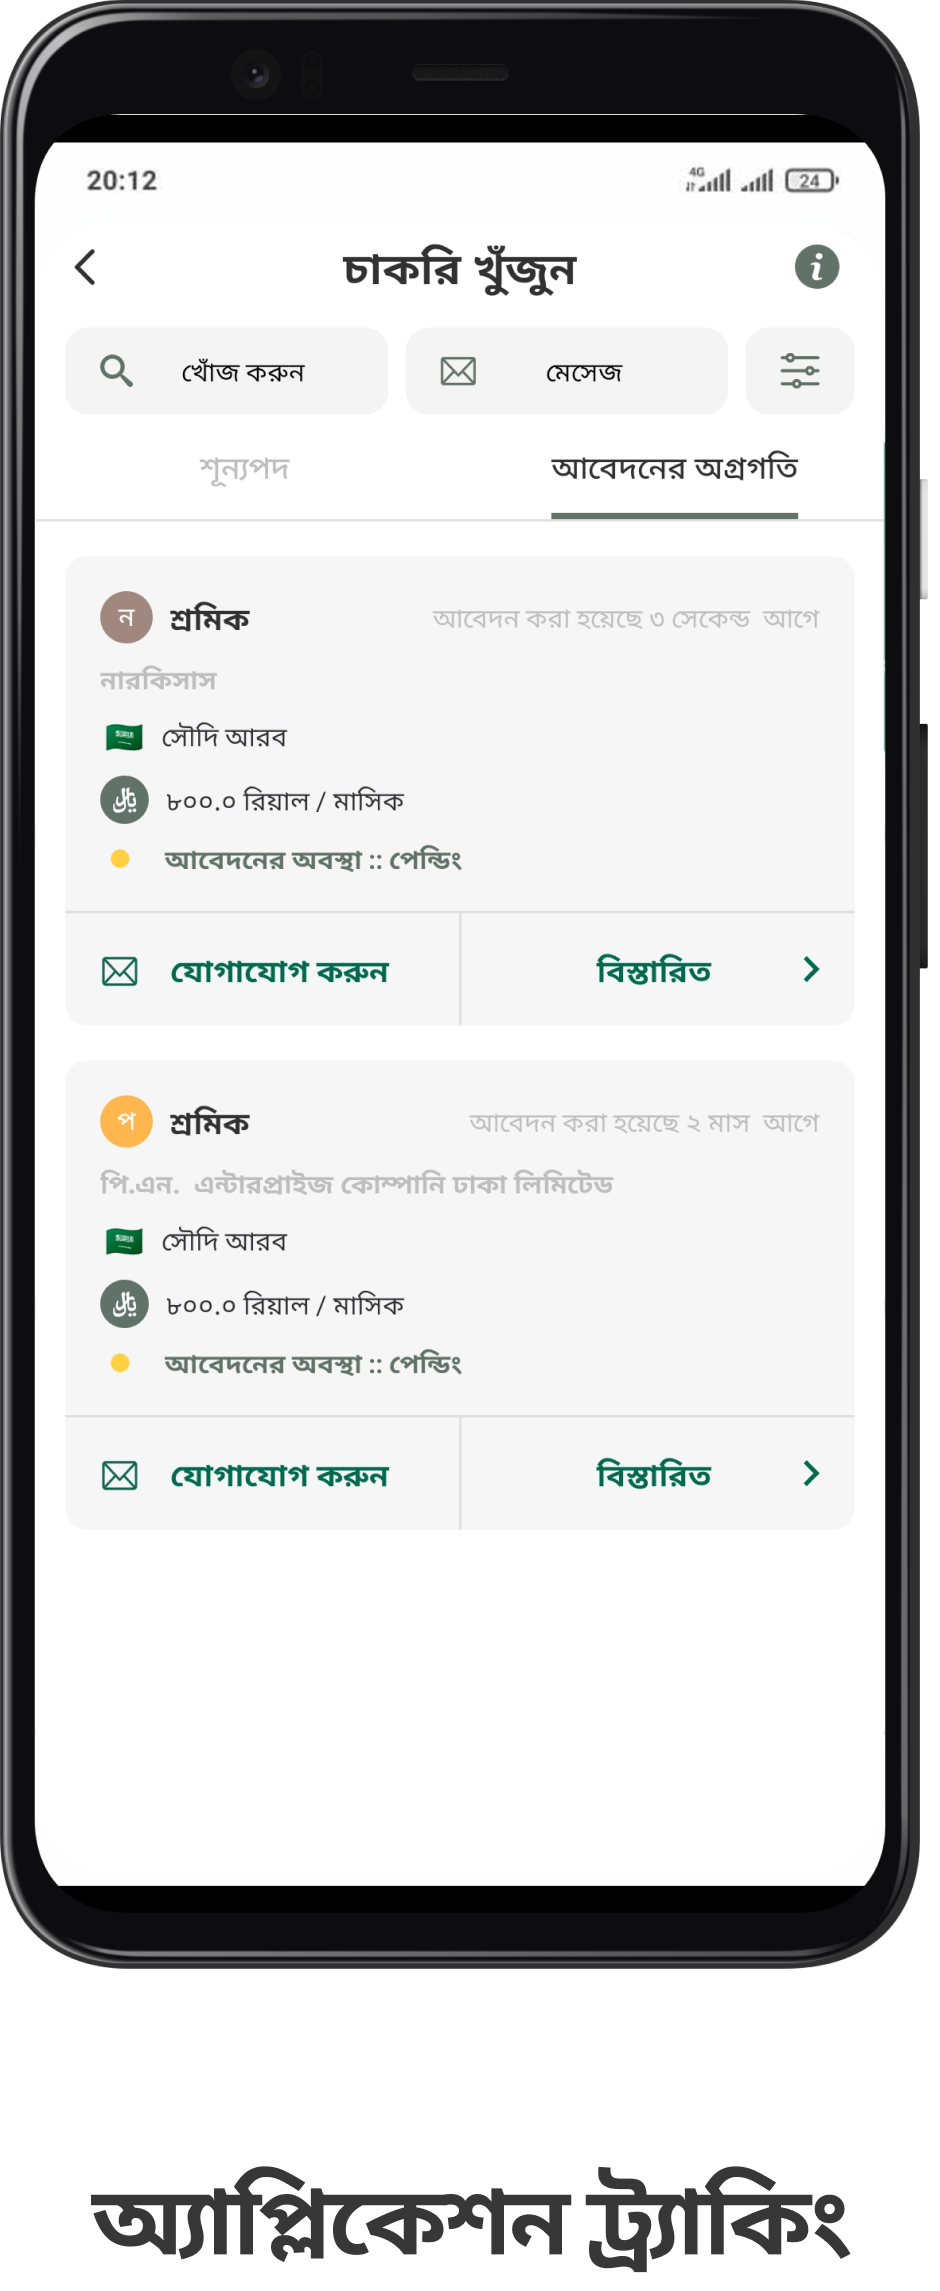 20:12
4G
24
চাকরি খুঁজুন
i
খোঁজ করুন
মেসেজ
শূন্যপদ
আবেদনের অগ্রগতি
ন
শ্রমিক
আবেদন করা হয়েছে ৩ সেকেন্ড আগে
নারকিসাস
সৌদি আরব
﷼
৮০০.০ রিয়াল / মাসিক
আবেদনের অবস্থা :: পেন্ডিং
যোগাযোগ করুন
বিস্তারিত
প
শ্রমিক
আবেদন করা হয়েছে ২ মাস আগে
পি.এন. এন্টারপ্রাইজ কোম্পানি ঢাকা লিমিটেড
সৌদি আরব
﷼
৮০০.০ রিয়াল / মাসিক
আবেদনের অবস্থা :: পেন্ডিং
যোগাযোগ করুন
বিস্তারিত
অ্যাপ্লিকেশন ট্র্যাকিং